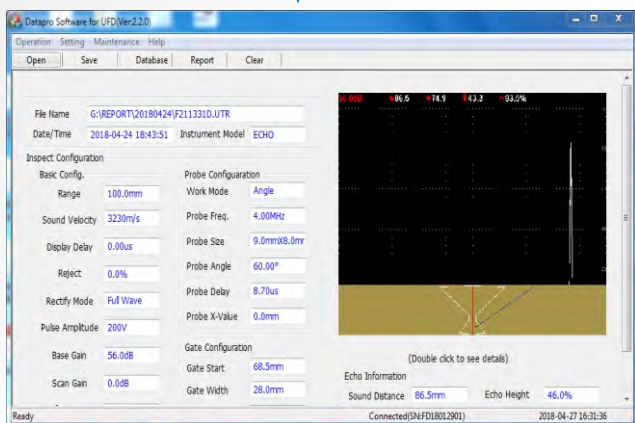 Datapro Software for UFD(Ver:2.2.0)
Operation Setting Maintenance Help
Open Save Database Report Clear
File Name G:\REPORT\20180424\F211331D.UTR
Date/Time 2018-04-24 18:43:51 Instrument Model ECHO
Inspect Configuration
Basic Config.
Range 100.0mm
Sound Velocity 3230m/s
Display Delay 0.00us
Reject 0.0%
Rectify Mode Full Wave
Pulse Amplitude 200V
Base Gain 56.0dB
Scan Gain 0.0dB
Probe Configuaration
Work Mode Angle
Probe Freq. 4.00MHz
Probe Size 9.0mmX8.0mr
Probe Angle 60.00°
Probe Delay 8.70us
Probe X-Value 0.0mm
Gate Configuration
Gate Start 68.5mm
Gate Width 28.0mm
86.5 74.9 43.3
(Double click to see details)
Echo Information
Sound Distance 86.5mm Echo Height 46.0%
Ready Connected(SN:FD18012901) 2018-04-27 16:31:36